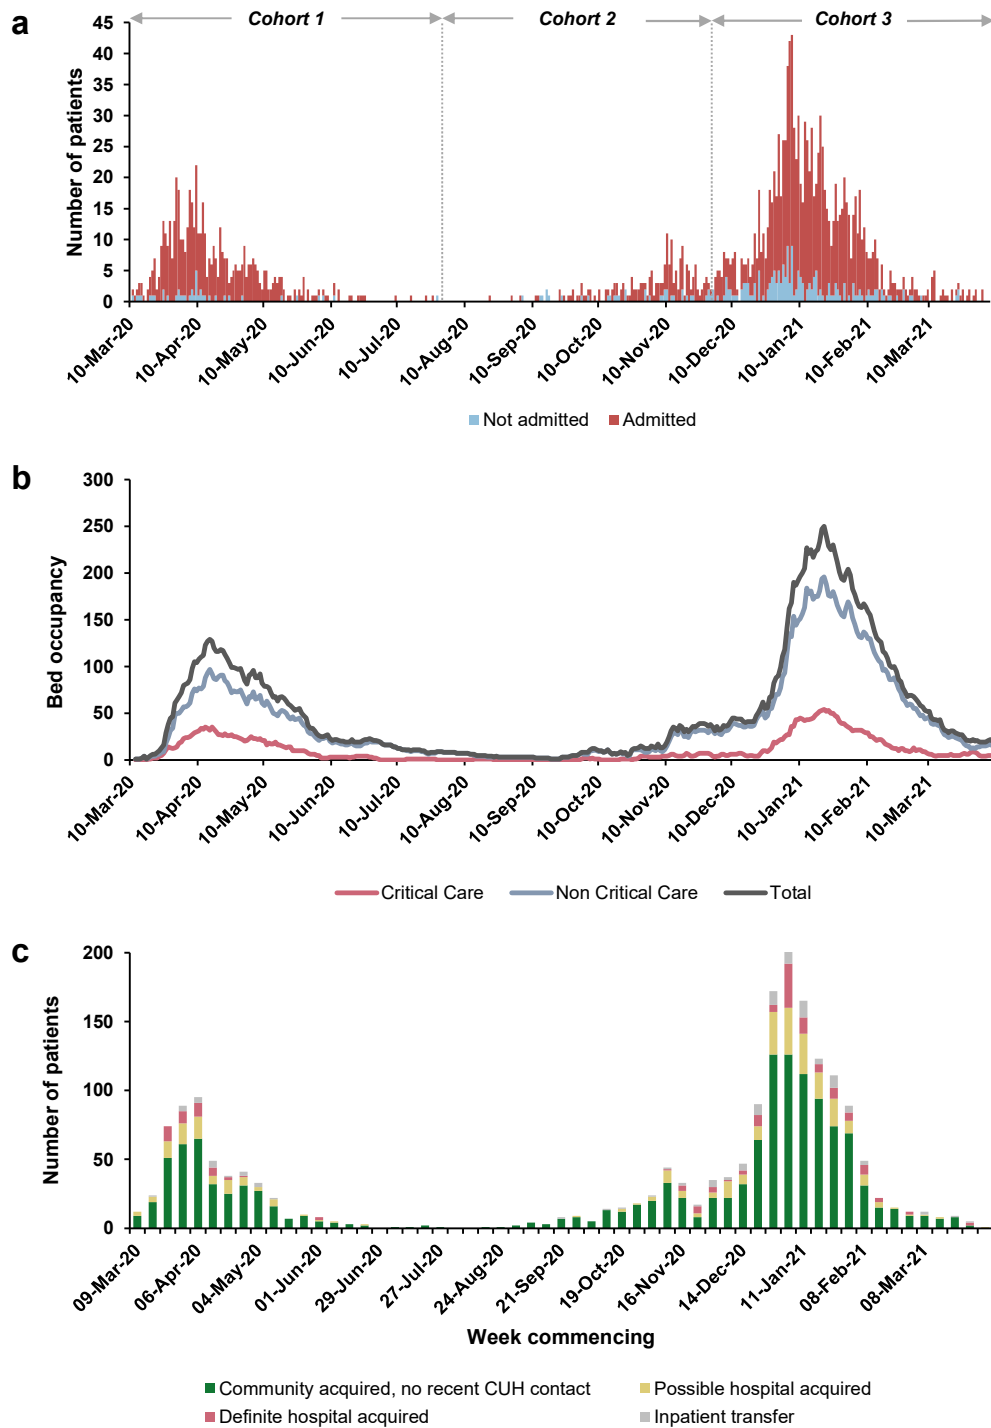 a
Cohort 1
Cohort 2
Cohort 3
Number of patients
45
40
35
30
25
20
15
10
5
0
10-Mar-20
10-Apr-20
10-May-20
10-Jun-20
10-Jul-20
10-Aug-20
10-Sep-20
10-Oct-20
10-Nov-20
10-Dec-20
10-Jan-21
10-Feb-21
10-Mar-21
Not admitted
Admitted
b
Bed occupancy
300
250
200
150
100
50
0
10-Mar-20
10-Apr-20
10-May-20
10-Jun-20
10-Jul-20
10-Aug-20
10-Sep-20
10-Oct-20
10-Nov-20
10-Dec-20
10-Jan-21
10-Feb-21
10-Mar-21
Critical Care
Non Critical Care
Total
c
Number of patients
200
150
100
50
0
09-Mar-20
06-Apr-20
04-May-20
01-Jun-20
29-Jun-20
27-Jul-20
24-Aug-20
21-Sep-20
19-Oct-20
16-Nov-20
14-Dec-20
11-Jan-21
08-Feb-21
08-Mar-21
Week commencing
Community acquired, no recent CUH contact
Possible hospital acquired
Definite hospital acquired
Inpatient transfer